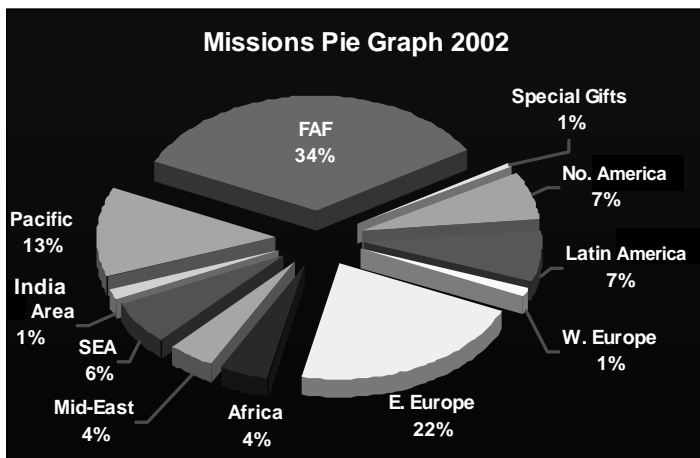 Missions Pie Graph 2002
FAF
34%
Special Gifts
1%
No. America
7%
Latin America
7%
W. Europe
1%
E. Europe
22%
Africa
4%
Mid-East
4%
SEA
6%
India
Area
1%
Pacific
13%